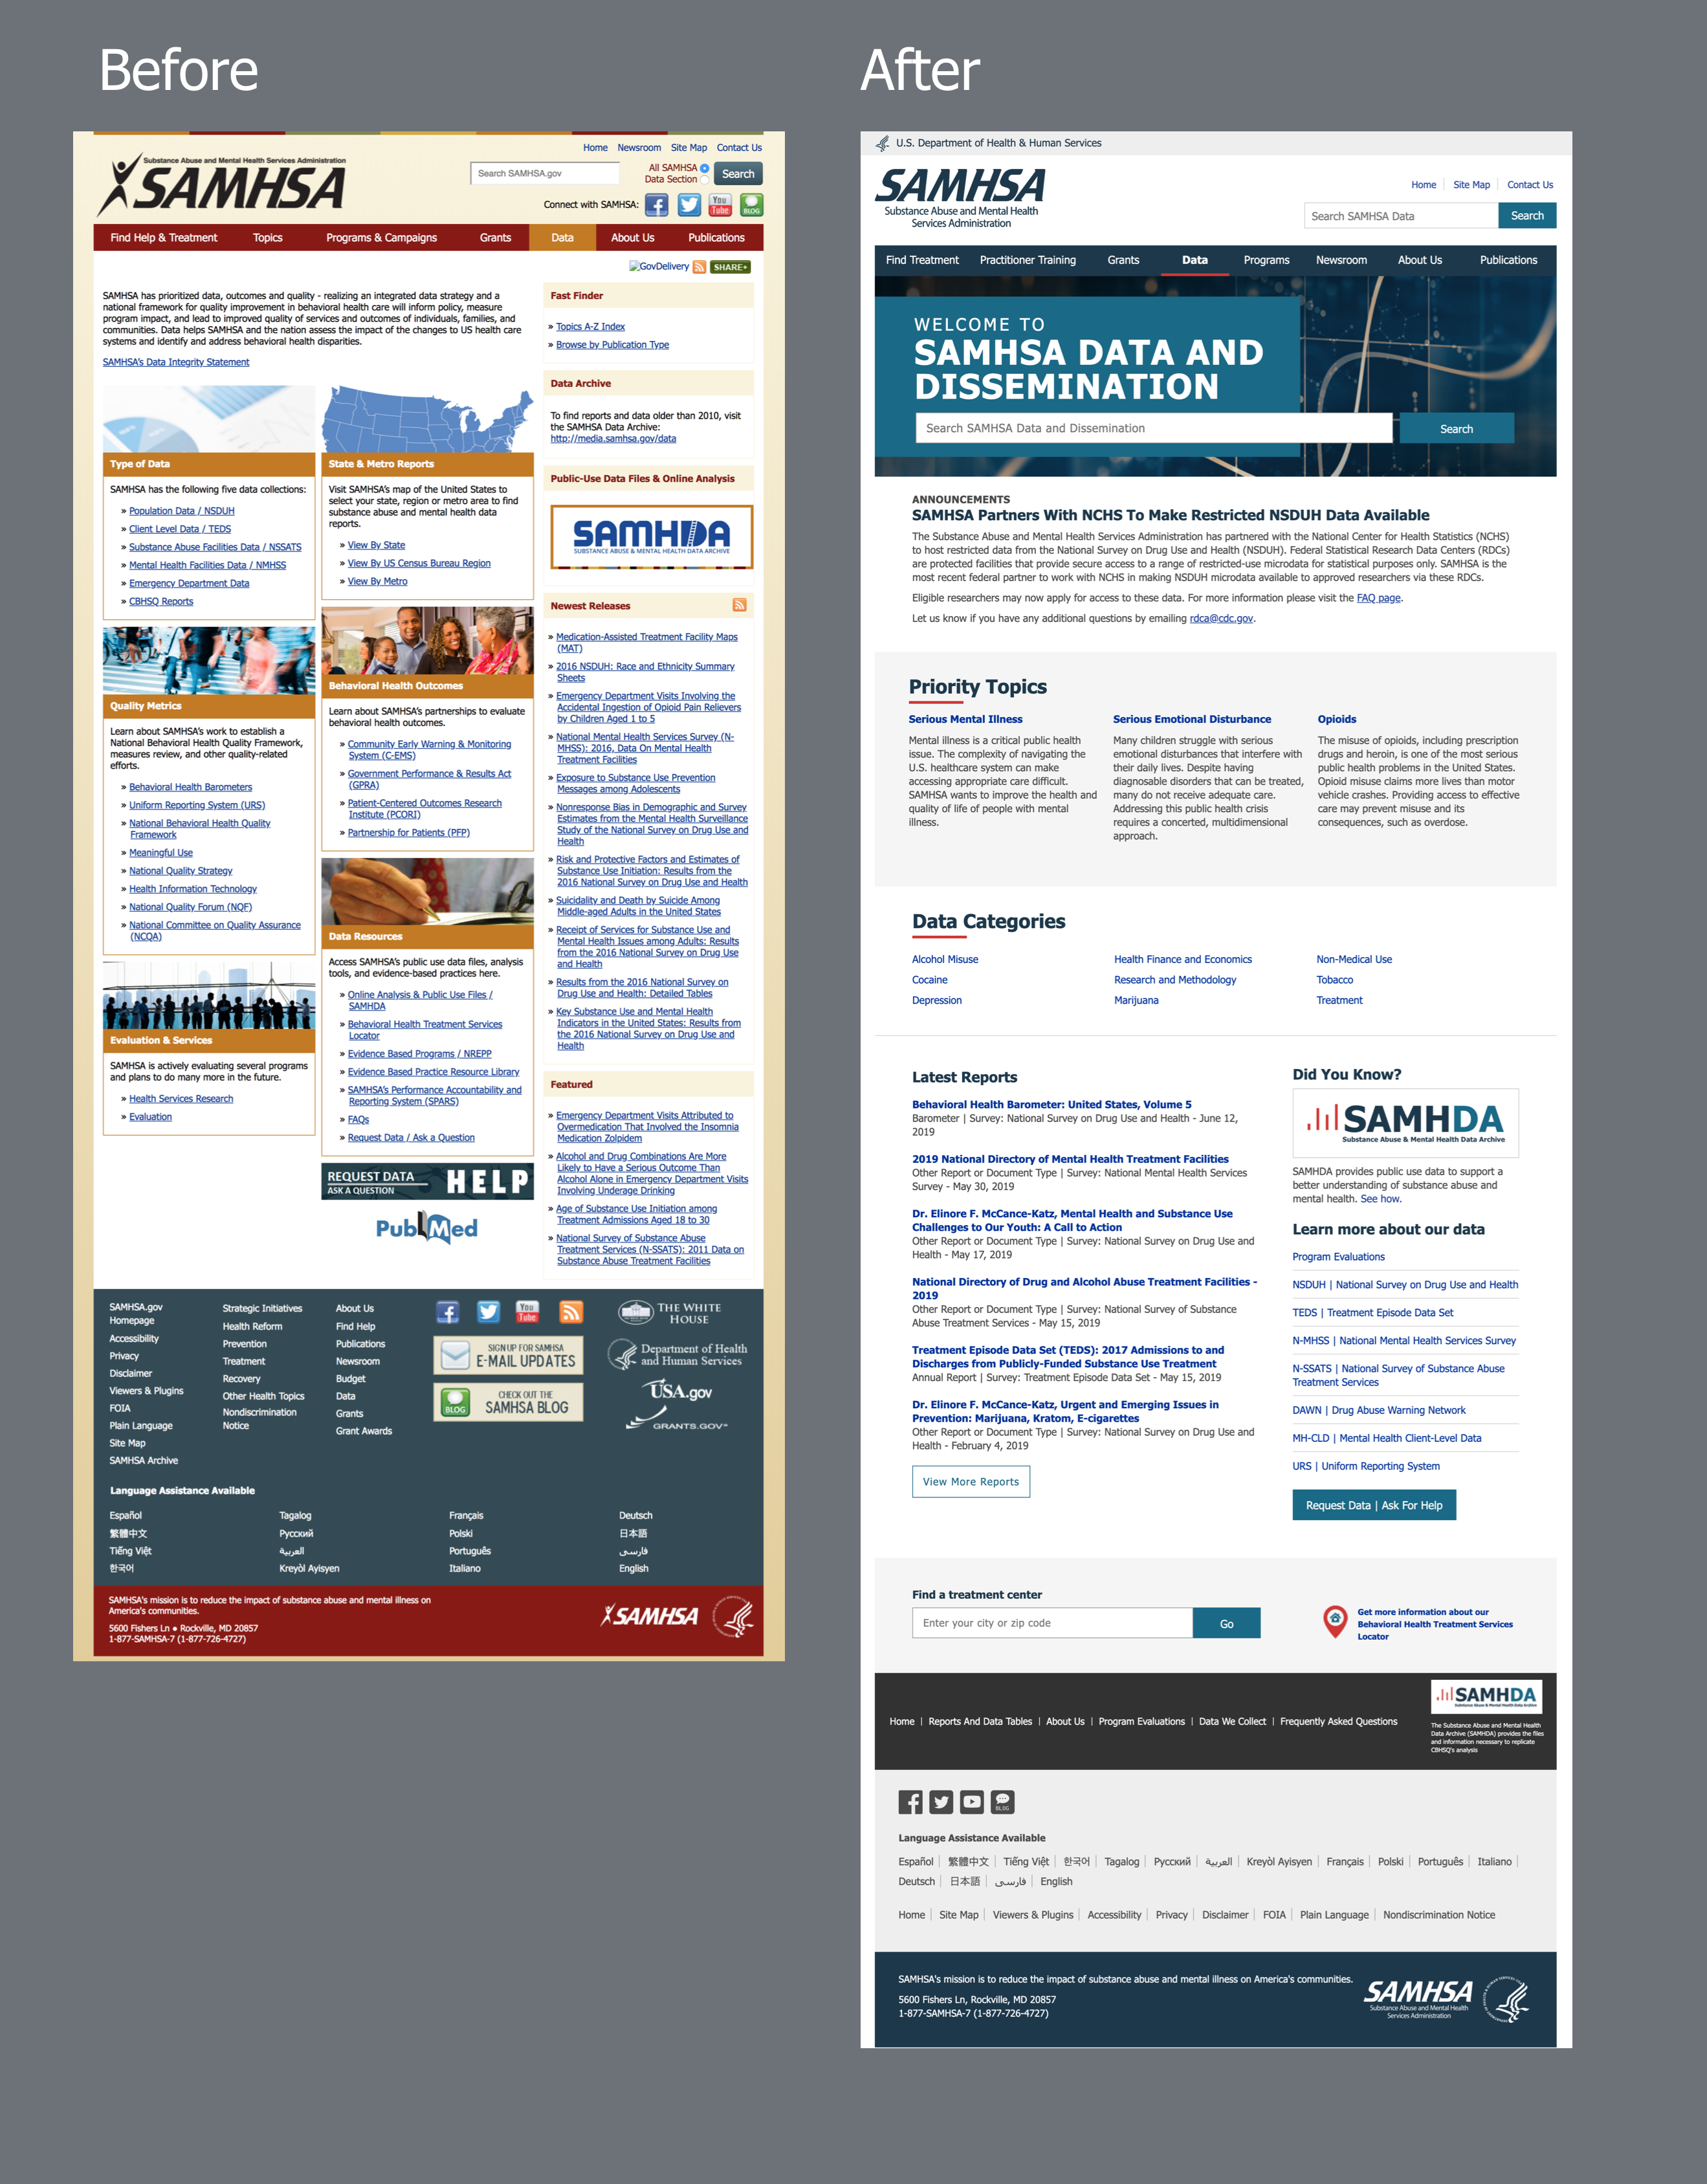 Before
After
Home Newsroom Site Map Contact Us
Substance Abuse and Mental Health Services Administration
SAMHSA
Search SAMHSA.gov
All SAMHSA
Data Section
Search
Connect with SAMHSA:
You
Tube
BLOG
Find Help & Treatment Topics Programs & Campaigns Grants Data About Us Publications
GovDelivery SHARE+
SAMHSA has prioritized data, outcomes and quality - realizing an integrated data strategy and a
national framework for quality improvement in behavioral health care will inform policy, measure
program impact, and lead to improved quality of services and outcomes of individuals, families, and
communities. Data helps SAMHSA and the nation assess the impact of the changes to US health care
systems and identify and address behavioral health disparities.
SAMHSA's Data Integrity Statement
Type of Data
SAMHSA has the following five data collections:
» Population Data / NSDUH
» Client Level Data / TEDS
» Substance Abuse Facilities Data / NSSATS
» Mental Health Facilities Data / NMHSS
» Emergency Department Data
» CBHSQ Reports
Quality Metrics
Learn about SAMHSA's work to establish a
National Behavioral Health Quality Framework,
measures review, and other quality-related
efforts.
» Behavioral Health Barometers
» Uniform Reporting System (URS)
» National Behavioral Health Quality
Framework
» Meaningful Use
» National Quality Strategy
» Health Information Technology
» National Quality Forum (NQF)
» National Committee on Quality Assurance
(NCQA)
Evaluation & Services
SAMHSA is actively evaluating several programs
and plans to do many more in the future.
» Health Services Research
» Evaluation
State & Metro Reports
Visit SAMHSA's map of the United States to
select your state, region or metro area to find
substance abuse and mental health data
reports.
» View By State
» View By US Census Bureau Region
» View By Metro
Behavioral Health Outcomes
Learn about SAMHSA's partnerships to evaluate
behavioral health outcomes.
» Community Early Warning & Monitoring
System (C-EMS)
» Government Performance & Results Act
(GPRA)
» Patient-Centered Outcomes Research
Institute (PCORI)
» Partnership for Patients (PFP)
Data Resources
Access SAMHSA's public use data files, analysis
tools, and evidence-based practices here.
» Online Analysis & Public Use Files /
SAMHDA
» Behavioral Health Treatment Services
Locator
» Evidence Based Programs / NREPP
» Evidence Based Practice Resource Library
» SAMHSA's Performance Accountability and
Reporting System (SPARS)
» FAQs
» Request Data / Ask a Question
REQUEST DATA
ASK A QUESTION
HELP
PubMed
Fast Finder
» Topics A-Z Index
» Browse by Publication Type
Data Archive
To find reports and data older than 2010, visit
the SAMHSA Data Archive:
http://media.samhsa.gov/data
Public-Use Data Files & Online Analysis
SAMHDA
SUBSTANCE ABUSE & MENTAL HEALTH DATA ARCHIVE
Newest Releases
» Medication-Assisted Treatment Facility Maps
(MAT)
» 2016 NSDUH: Race and Ethnicity Summary
Sheets
» Emergency Department Visits Involving the
Accidental Ingestion of Opioid Pain Relievers
by Children Aged 1 to 5
» National Mental Health Services Survey (N-
MHSS): 2016, Data On Mental Health
Treatment Facilities
» Exposure to Substance Use Prevention
Messages among Adolescents
» Nonresponse Bias in Demographic and Survey
Estimates from the Mental Health Surveillance
Study of the National Survey on Drug Use and
Health
» Risk and Protective Factors and Estimates of
Substance Use Initiation: Results from the
2016 National Survey on Drug Use and Health
» Suicidality and Death by Suicide Among
Middle-aged Adults in the United States
» Receipt of Services for Substance Use and
Mental Health Issues among Adults: Results
from the 2016 National Survey on Drug Use
and Health
» Results from the 2016 National Survey on
Drug Use and Health: Detailed Tables
» Key Substance Use and Mental Health
Indicators in the United States: Results from
the 2016 National Survey on Drug Use and
Health
Featured
» Emergency Department Visits Attributed to
Overmedication That Involved the Insomnia
Medication Zolpidem
» Alcohol and Drug Combinations Are More
Likely to Have a Serious Outcome Than
Alcohol Alone in Emergency Department Visits
Involving Underage Drinking
» Age of Substance Use Initiation among
Treatment Admissions Aged 18 to 30
» National Survey of Substance Abuse
Treatment Services (N-SSATS): 2011 Data on
Substance Abuse Treatment Facilities
SAMHSA.gov
Homepage
Accessibility
Privacy
Disclaimer
Viewers & Plugins
FOIA
Plain Language
Site Map
SAMHSA Archive
Strategic Initiatives
Health Reform
Prevention
Treatment
Recovery
Other Health Topics
Nondiscrimination
Notice
About Us
Find Help
Publications
Newsroom
Budget
Data
Grants
Grant Awards
You
Tube
SIGN UP FOR SAMHSA
E-MAIL UPDATES
BLOG
CHECK OUT THE
SAMHSA BLOG
THE WHITE
HOUSE
Department of Health
and Human Services
USA.gov
GRANTS.GOV℠
Language Assistance Available
Español Tagalog Français Deutsch
繁體中文 Русский Polski 日本語
Tiếng Việt العربية Português فارسی
한국어 Kreyòl Ayisyen Italiano English
SAMHSA's mission is to reduce the impact of substance abuse and mental illness on
America's communities.
5600 Fishers Ln ● Rockville, MD 20857
1-877-SAMHSA-7 (1-877-726-4727)
SAMHSA
U.S. Department of Health & Human Services
SAMHSA
Substance Abuse and Mental Health
Services Administration
Home Site Map Contact Us
Search SAMHSA Data Search
Find Treatment Practitioner Training Grants Data Programs Newsroom About Us Publications
WELCOME TO
SAMHSA DATA AND
DISSEMINATION
Search SAMHSA Data and Dissemination Search
ANNOUNCEMENTS
SAMHSA Partners With NCHS To Make Restricted NSDUH Data Available
The Substance Abuse and Mental Health Services Administration has partnered with the National Center for Health Statistics (NCHS)
to host restricted data from the National Survey on Drug Use and Health (NSDUH). Federal Statistical Research Data Centers (RDCs)
are protected facilities that provide secure access to a range of restricted-use microdata for statistical purposes only. SAMHSA is the
most recent federal partner to work with NCHS in making NSDUH microdata available to approved researchers via these RDCs.
Eligible researchers may now apply for access to these data. For more information please visit the FAQ page.
Let us know if you have any additional questions by emailing rdca@cdc.gov.
Priority Topics
Serious Mental Illness
Mental illness is a critical public health
issue. The complexity of navigating the
U.S. healthcare system can make
accessing appropriate care difficult.
SAMHSA wants to improve the health and
quality of life of people with mental
illness.
Serious Emotional Disturbance
Many children struggle with serious
emotional disturbances that interfere with
their daily lives. Despite having
diagnosable disorders that can be treated,
many do not receive adequate care.
Addressing this public health crisis
requires a concerted, multidimensional
approach.
Opioids
The misuse of opioids, including prescription
drugs and heroin, is one of the most serious
public health problems in the United States.
Opioid misuse claims more lives than motor
vehicle crashes. Providing access to effective
care may prevent misuse and its
consequences, such as overdose.
Data Categories
Alcohol Misuse Health Finance and Economics Non-Medical Use
Cocaine Research and Methodology Tobacco
Depression Marijuana Treatment
Latest Reports
Behavioral Health Barometer: United States, Volume 5
Barometer | Survey: National Survey on Drug Use and Health - June 12,
2019
2019 National Directory of Mental Health Treatment Facilities
Other Report or Document Type | Survey: National Mental Health Services
Survey - May 30, 2019
Dr. Elinore F. McCance-Katz, Mental Health and Substance Use
Challenges to Our Youth: A Call to Action
Other Report or Document Type | Survey: National Survey on Drug Use and
Health - May 17, 2019
National Directory of Drug and Alcohol Abuse Treatment Facilities -
2019
Other Report or Document Type | Survey: National Survey of Substance
Abuse Treatment Services - May 15, 2019
Treatment Episode Data Set (TEDS): 2017 Admissions to and
Discharges from Publicly-Funded Substance Use Treatment
Annual Report | Survey: Treatment Episode Data Set - May 15, 2019
Dr. Elinore F. McCance-Katz, Urgent and Emerging Issues in
Prevention: Marijuana, Kratom, E-cigarettes
Other Report or Document Type | Survey: National Survey on Drug Use and
Health - February 4, 2019
View More Reports
Did You Know?
SAMHDA
Substance Abuse & Mental Health Data Archive
SAMHDA provides public use data to support a
better understanding of substance abuse and
mental health. See how.
Learn more about our data
Program Evaluations
NSDUH | National Survey on Drug Use and Health
TEDS | Treatment Episode Data Set
N-MHSS | National Mental Health Services Survey
N-SSATS | National Survey of Substance Abuse
Treatment Services
DAWN | Drug Abuse Warning Network
MH-CLD | Mental Health Client-Level Data
URS | Uniform Reporting System
Request Data | Ask For Help
Find a treatment center
Enter your city or zip code Go
Get more information about our
Behavioral Health Treatment Services
Locator
Home | Reports And Data Tables | About Us | Program Evaluations | Data We Collect | Frequently Asked Questions
SAMHDA
Substance Abuse & Mental Health Data Archive
The Substance Abuse and Mental Health
Data Archive (SAMHDA) provides the files
and information necessary to replicate
CBHSQ's analysis
BLOG
Language Assistance Available
Español | 繁體中文 | Tiếng Việt | 한국어 | Tagalog | Русский | العربية | Kreyòl Ayisyen | Français | Polski | Português | Italiano |
Deutsch | 日本語 | فارسی | English
Home | Site Map | Viewers & Plugins | Accessibility | Privacy | Disclaimer | FOIA | Plain Language | Nondiscrimination Notice
SAMHSA's mission is to reduce the impact of substance abuse and mental illness on America's communities.
5600 Fishers Ln, Rockville, MD 20857
1-877-SAMHSA-7 (1-877-726-4727)
SAMHSA
Substance Abuse and Mental Health
Services Administration